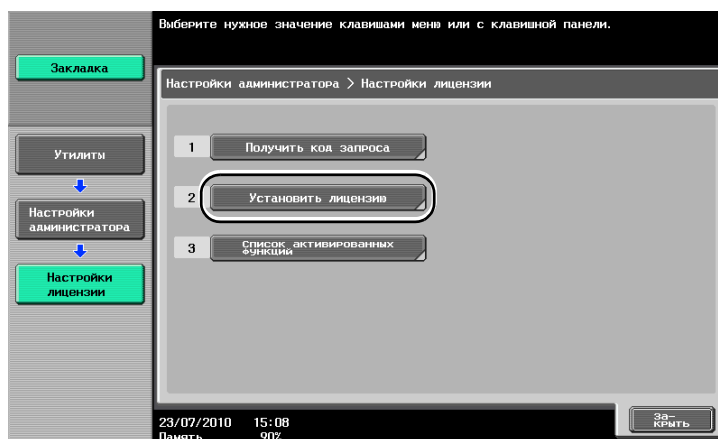 Выберите нужное значение клавишами меню или с клавишной панели.
Закладка
Настройки администратора > Настройки лицензии
Утилиты
Настройки
администратора
Настройки
лицензии
1 Получить код запроса
2 Установить лицензию
3 Список активированных
функций
23/07/2010 15:08
Память 90%
За-
крыть